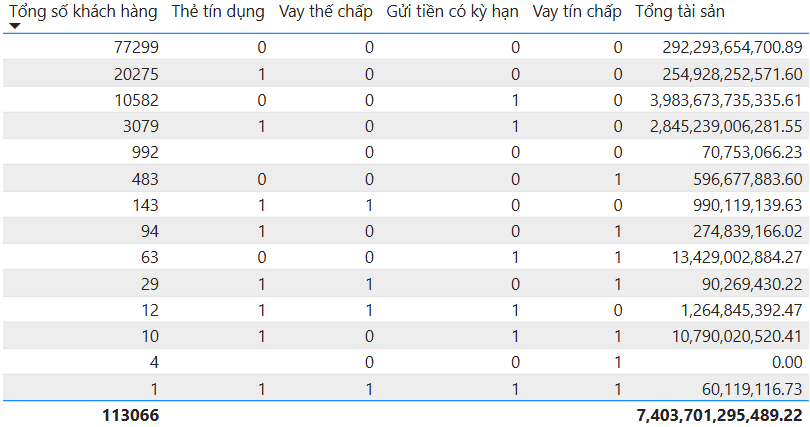 Tổng số khách hàng Thẻ tín dụng Vay thế chấp Gửi tiền có kỳ hạn Vay tín chấp Tổng tài sản
77299 0 0 0 0 292,293,654,700.89
20275 1 0 0 0 254,928,252,571.60
10582 0 0 1 0 3,983,673,735,335.61
3079 1 0 1 0 2,845,239,006,281.55
992 0 0 0 70,753,066.23
483 0 0 0 1 596,677,883.60
143 1 1 0 0 990,119,139.63
94 1 0 0 1 274,839,166.02
63 0 0 1 1 13,429,002,884.27
29 1 1 0 1 90,269,430.22
12 1 1 1 0 1,264,845,392.47
10 1 0 1 1 10,790,020,520.41
4 0 0 1 0.00
1 1 1 1 1 60,119,116.73
113066 7,403,701,295,489.22